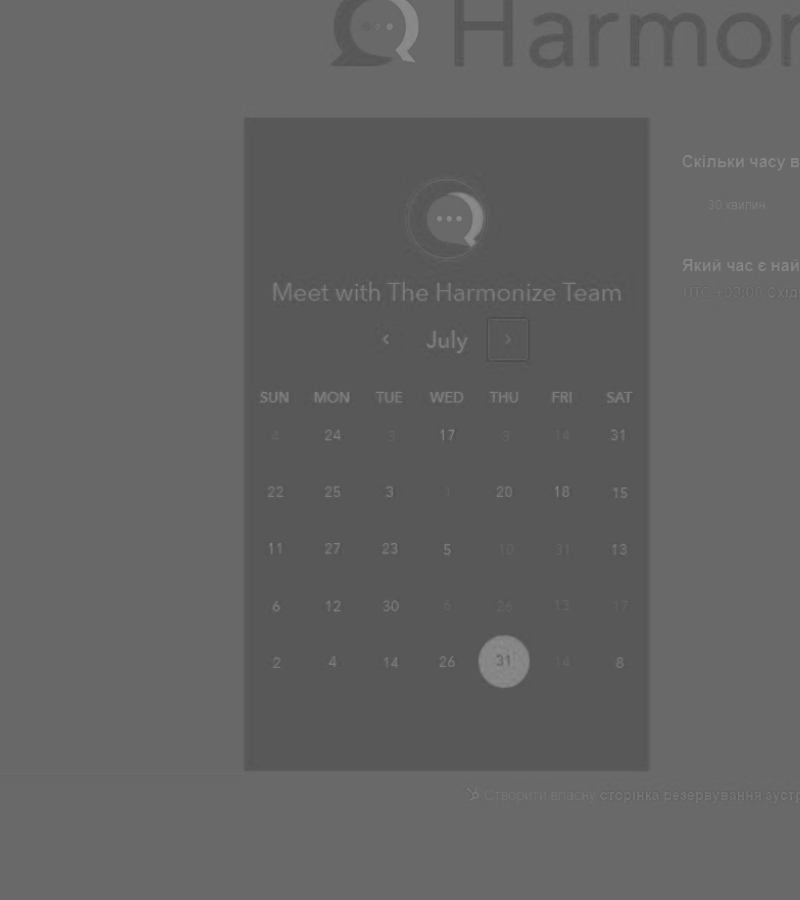 Harmon
Скільки часу в
30 хвилин
Meet with The Harmonize Team
Який час є най
UTC +03:00 Східн
July
SUN MON TUE WED THU FRI SAT
4 24 3 17 9 14 31
22 25 3 1 20 18 15
11 27 23 5 10 31 13
6 12 30 6 26 13 17
2 4 14 26 31 14 8
Створити власну сторінка резервування зустр